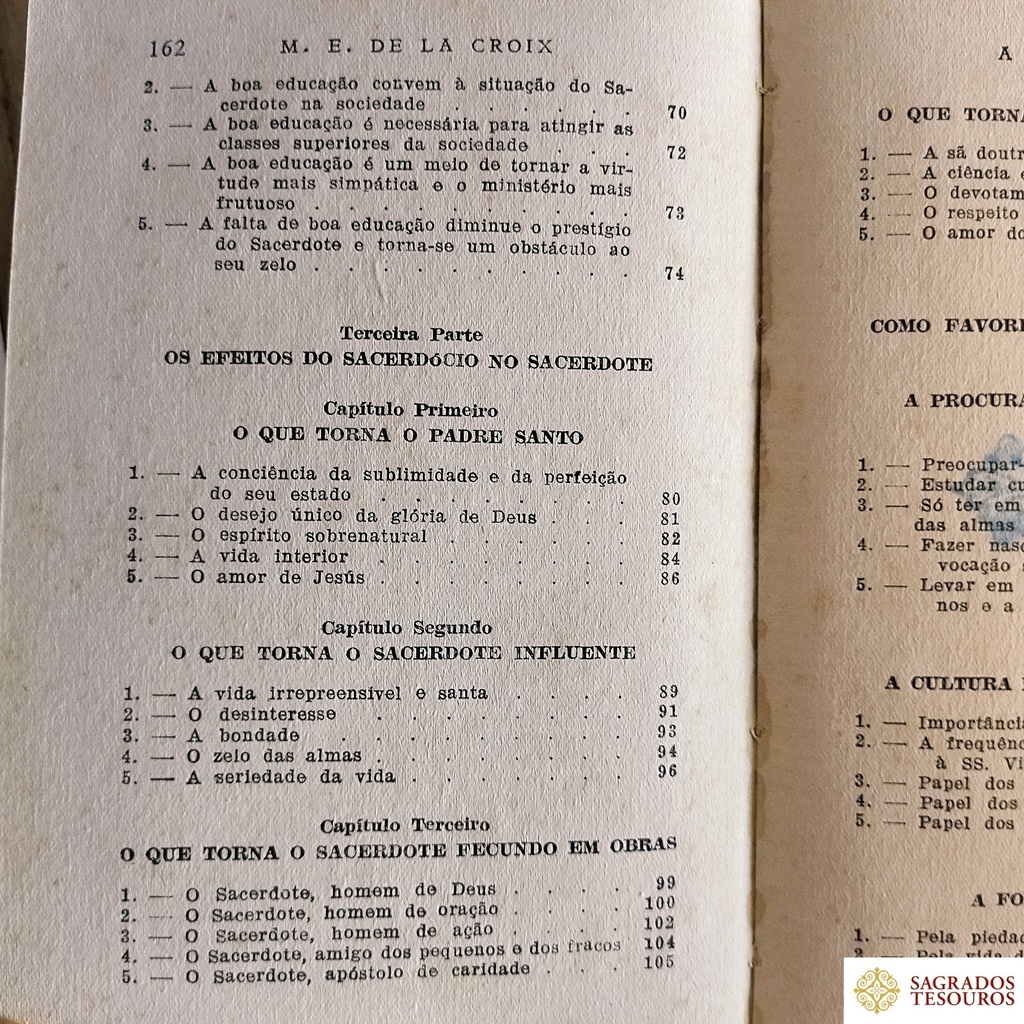 162 M. E. DE LA CROIX
2. — A boa educação convem à situação do Sa-
cerdote na sociedade . . . . . . 70
3. — A boa educação é necessária para atingir as
classes superiores da sociedade . . . 72
4. — A boa educação é um meio de tornar a vir-
tude mais simpática e o ministério mais
frutuoso . . . . . . . . . . 73
5. — A falta de boa educação diminue o prestígio
do Sacerdote e torna-se um obstáculo ao
seu zelo . . . . . . . . . . 74
Terceira Parte
OS EFEITOS DO SACERDÓCIO NO SACERDOTE
Capítulo Primeiro
O QUE TORNA O PADRE SANTO
1. — A conciência da sublimidade e da perfeição
do seu estado . . . . . . . . 80
2. — O desejo único da glória de Deus . . . 81
3. — O espírito sobrenatural . . . . . . 82
4. — A vida interior . . . . . . . . 84
5. — O amor de Jesús . . . . . . . . 86
Capítulo Segundo
O QUE TORNA O SACERDOTE INFLUENTE
1. — A vida irrepreensivel e santa . . . . 89
2. — O desinteresse . . . . . . . . 91
3. — A bondade . . . . . . . . . 93
4. — O zelo das almas . . . . . . . . 94
5. — A seriedade da vida . . . . . . . 96
Capítulo Terceiro
O QUE TORNA O SACERDOTE FECUNDO EM OBRAS
1. — O Sacerdote, homem de Deus . . . . 99
2. — O Sacerdote, homem de oração . . . . 100
3. — O Sacerdote, homem de ação . . . . 102
4. — O Sacerdote, amigo dos pequenos e dos fracos 104
5. — O Sacerdote, apóstolo de caridade . . . 105
A
O QUE TORNA
1. — A sã doutr
2. — A ciência e
3. — O devotam
4. — O respeito
5. — O amor do
COMO FAVORE
A PROCURA
1. — Preocupar-
2. — Estudar cu
3. — Só ter em
das almas
4. — Fazer nasc
vocação s
5. — Levar em
nos e a
A CULTURA
1. — Importância
2. — A frequênc
à SS. Vi
3. — Papel dos
4. — Papel dos
5. — Papel dos
A FO
1. — Pela piedad
2. — Pela vida d
SAGRADOS
TESOUROS